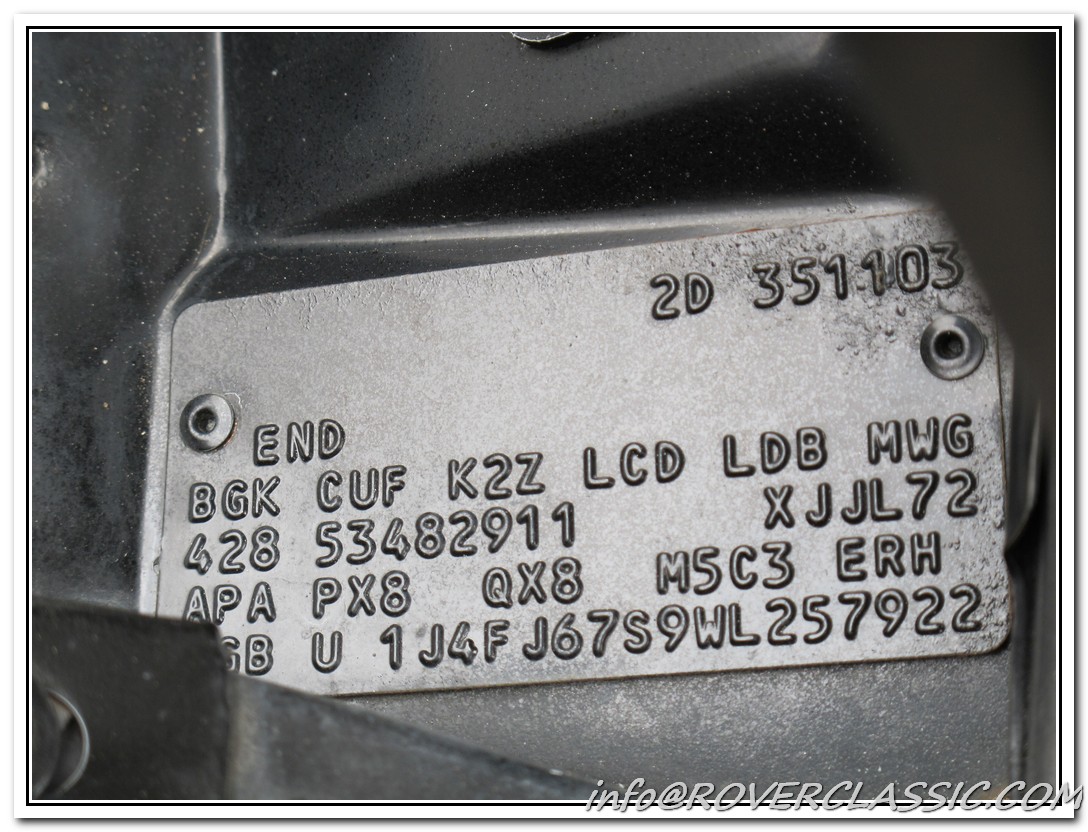 2D 351103
END
BGK CUF K2Z LCD LDB MWG
428 53482911 XJJL72
APA PX8 QX8 M5C3 ERH
GB U 1J4FJ67S9WL257922
info@ROVERCLASSIC.COM